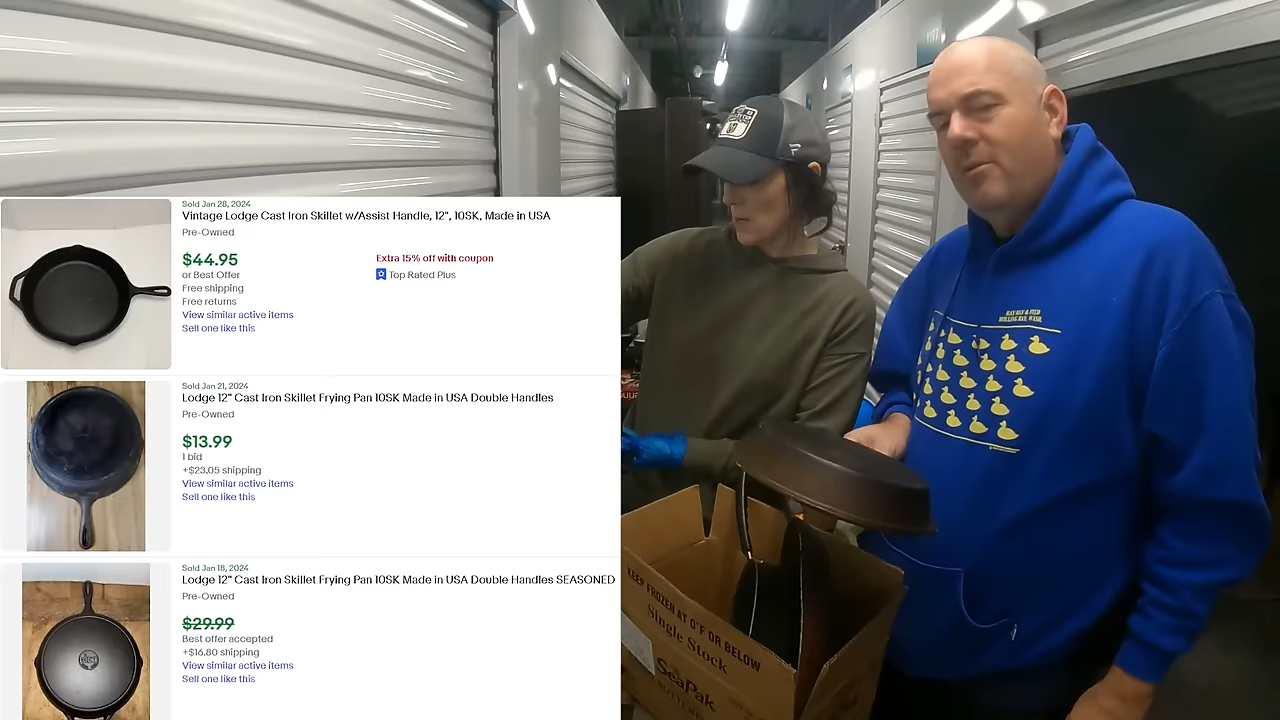 Sold Jan 28, 2024
Vintage Lodge Cast Iron Skillet w/Assist Handle, 12", 10SK, Made in USA
Pre-Owned
$44.95
Extra 15% off with coupon
or Best Offer
Top Rated Plus
Free shipping
Free returns
View similar active items
Sell one like this
Sold Jan 21, 2024
Lodge 12" Cast Iron Skillet Frying Pan 10SK Made in USA Double Handles
Pre-Owned
$13.99
1 bid
+$23.05 shipping
View similar active items
Sell one like this
Sold Jan 18, 2024
Lodge 12" Cast Iron Skillet Frying Pan 10SK Made in USA Double Handles SEASONED
Pre-Owned
$29.99
Best offer accepted
+$16.80 shipping
View similar active items
Sell one like this
KEEP FROZEN AT 0°F OR BELOW
Single Stock
SeaPak